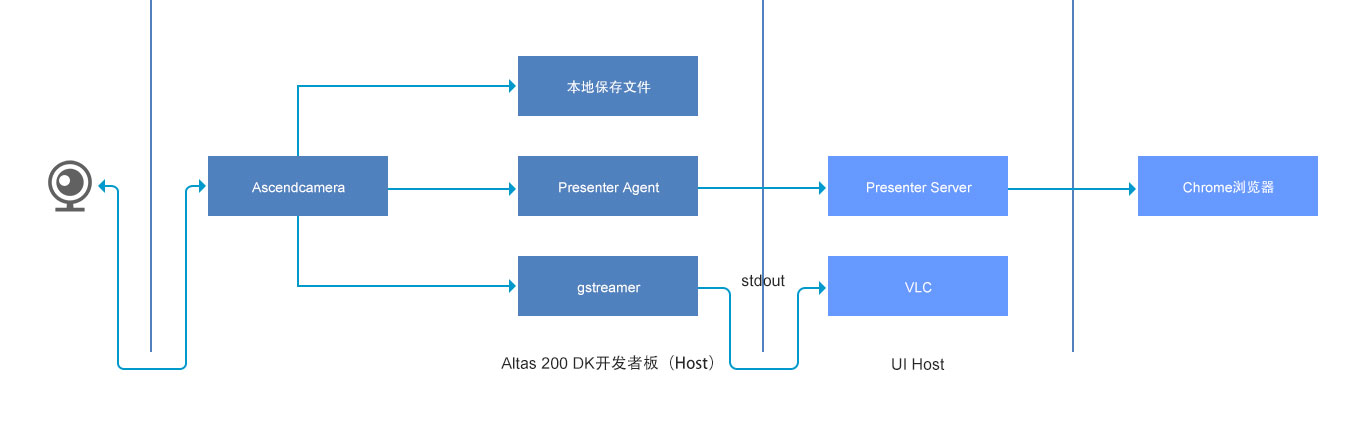 本地保存文件
Ascendcamera
Presenter Agent
Presenter Server
Chrome浏览器
gstreamer
stdout
VLC
Altas 200 DK开发者板（Host）
UI Host